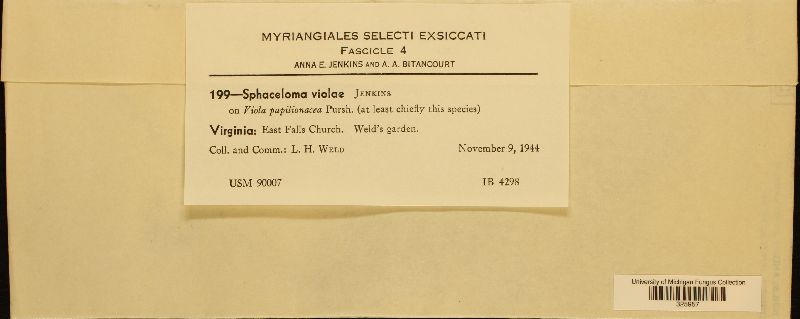 MYRIANGIALES SELECTI EXSICCATI
FASCICLE 4
ANNA E. JENKINS AND A. A. BITANCOURT
199—Sphaceloma violae JENKINS
on Viola papilionacea Pursh. (at least chiefly this species)
Virginia: East Falls Church. Weld's garden.
Coll. and Comm.: L. H. WELD November 9, 1944
USM 90007 IB 4298
University of Michigan Fungus Collection
325957